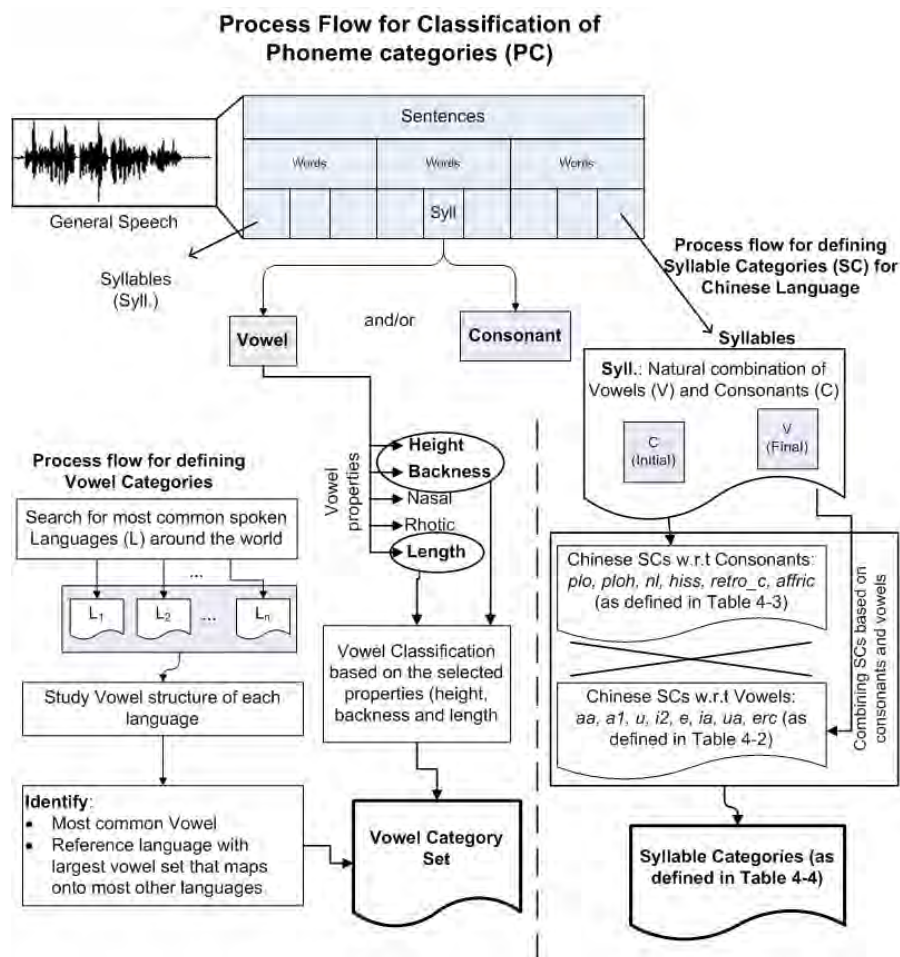 Process Flow for Classification of
Phoneme categories (PC)
Sentences
Words
Words
Words
Syll
General Speech
Syllables
(Syll.)
Process flow for defining
Syllable Categories (SC) for
Chinese Language
and/or
Vowel
Consonant
Syllables
Syll.: Natural combination of
Vowels (V) and Consonants (C)
C
(Initial)
V
(Final)
Vowel
properties
Height
Backness
Nasal
Rhotic
Length
Process flow for defining
Vowel Categories
Search for most common spoken
Languages (L) around the world
...
L1
L2
...
Ln
Study Vowel structure of each
language
Identify:
• Most common Vowel
• Reference language with
largest vowel set that maps
onto most other languages
Vowel Classification
based on the selected
properties (height,
backness and length
Vowel Category
Set
Chinese SCs w.r.t Consonants:
plo, ploh, nl, hiss, retro_c, affric
(as defined in Table 4-3)
Chinese SCs w.r.t Vowels:
aa, a1, u, i2, e, ia, ua, erc (as
defined in Table 4-2)
Combining SCs based on
consonants and vowels
Syllable Categories (as
defined in Table 4-4)